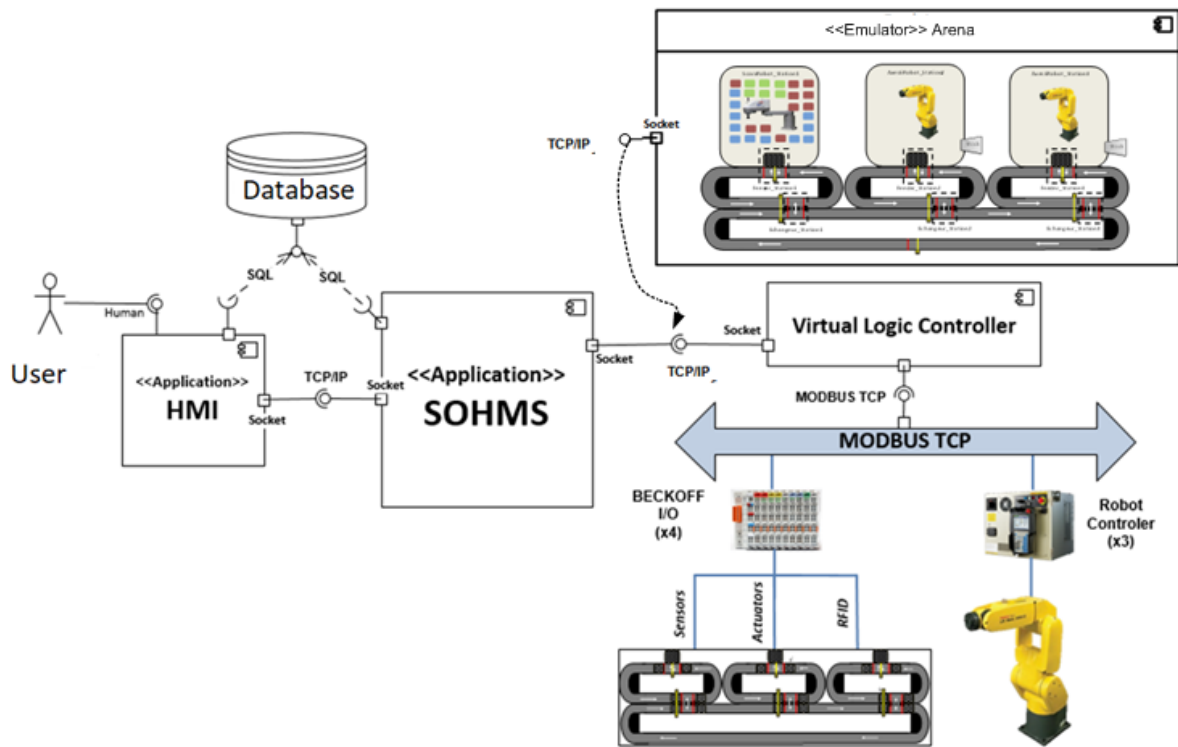 <<Emulator>> Arena
Socket
TCP/IP
Database
SQL
SQL
Human
User
<<Application>>
HMI
Socket
TCP/IP
Socket
<<Application>>
SOHMS
Socket
TCP/IP
Socket
Virtual Logic Controller
MODBUS TCP
MODBUS TCP
BECKOFF
I/O
(x4)
Robot
Controler
(x3)
Sensors
Actuators
RFID